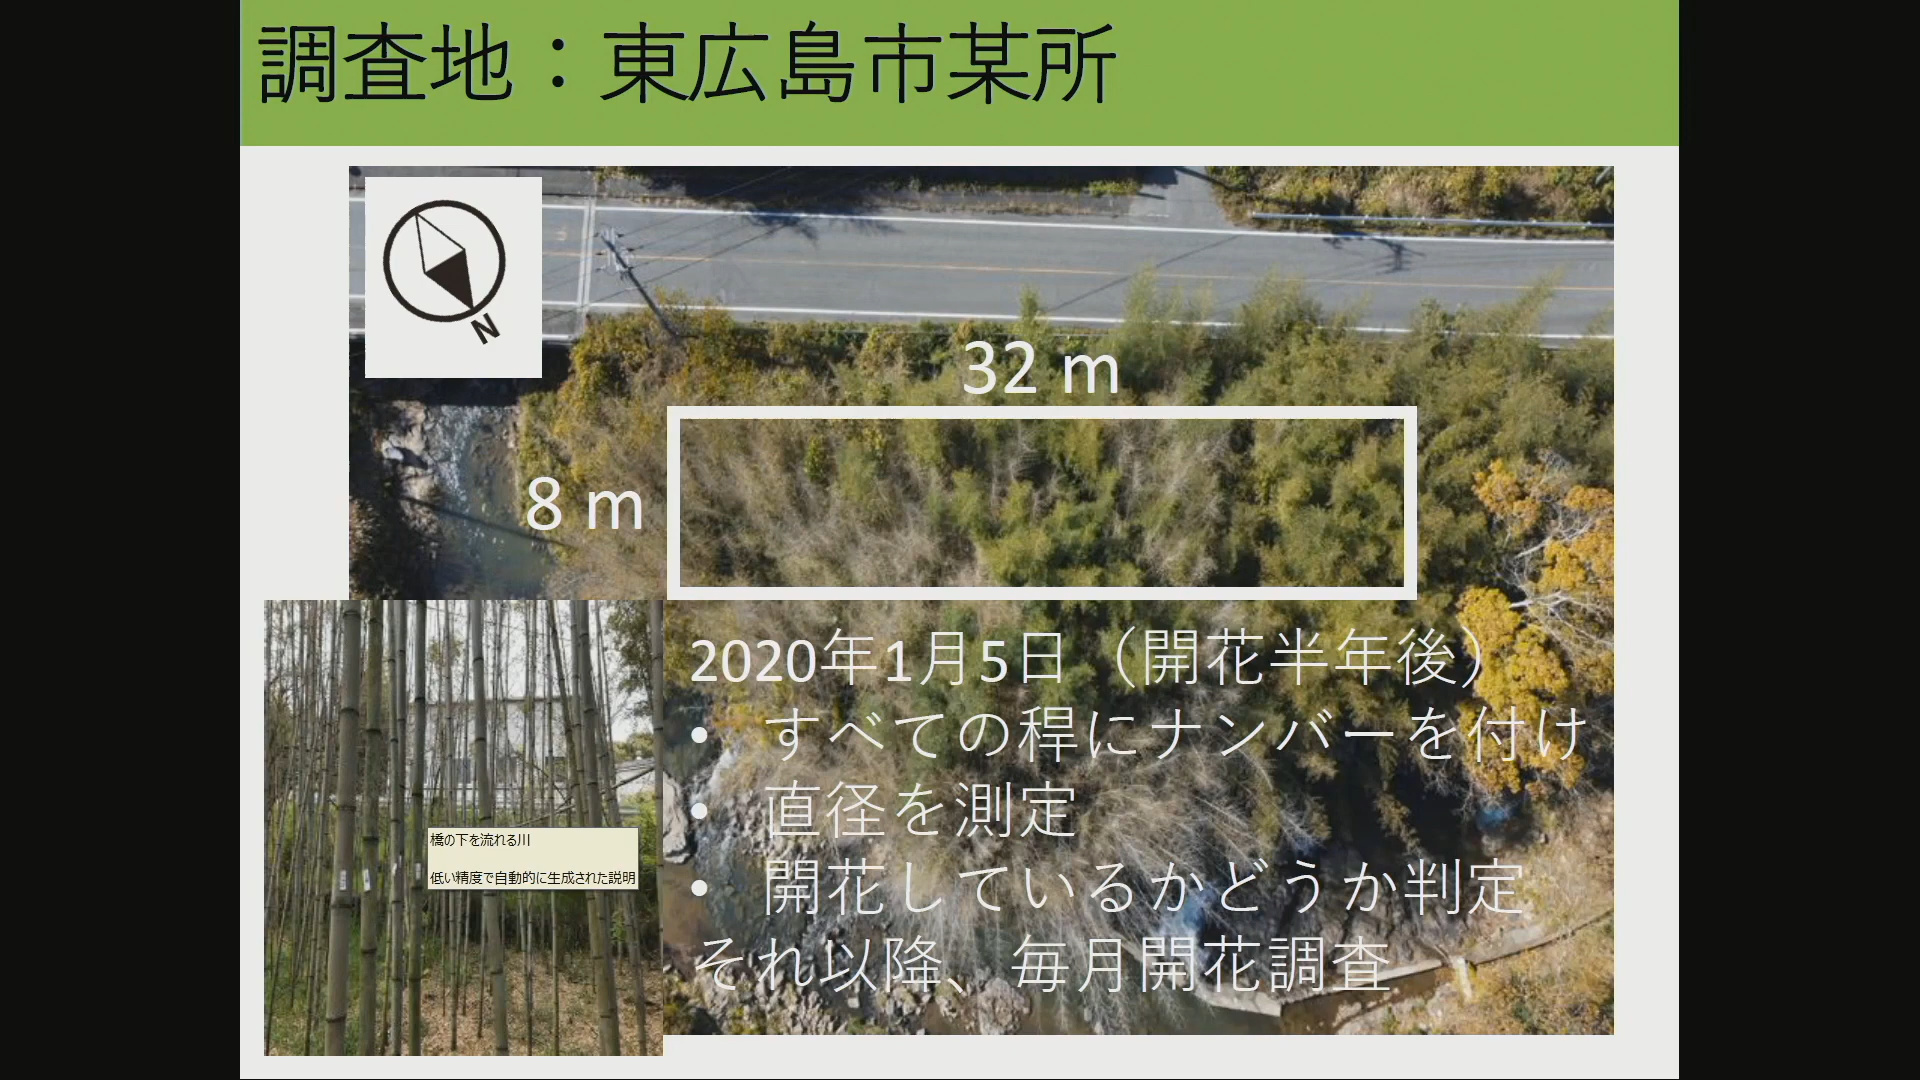 調査地：東広島市某所
N
32 m
8 m
2020年1月5日（開花半年後）
• すべての稈にナンバーを付け
• 直径を測定
• 開花しているかどうか判定
それ以降、毎月開花調査
橋の下を流れる川
低い精度で自動的に生成された説明